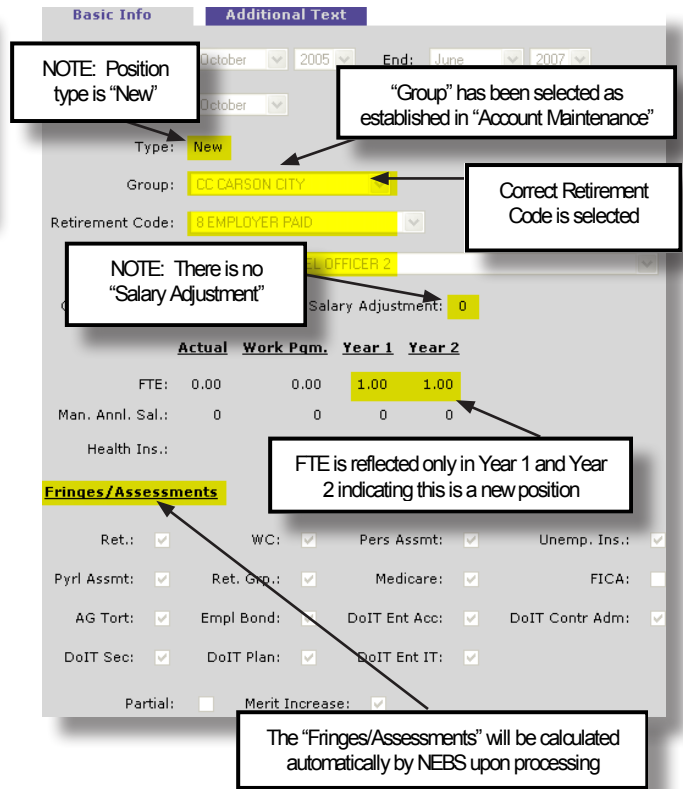 Basic Info Additional Text
October 2005 End: June 2007
NOTE: Position
type is “New”
October
“Group” has been selected as
established in “Account Maintenance”
Type: New
Group: CC CARSON CITY
Correct Retirement
Code is selected
Retirement Code: 8 EMPLOYER PAID
NOTE: There is no
“Salary Adjustment”
EL OFFICER 2
Salary Adjustment: 0
Actual Work Pgm. Year 1 Year 2
FTE: 0.00 0.00 1.00 1.00
Man. Annl. Sal.: 0 0 0 0
Health Ins.:
FTE is reflected only in Year 1 and Year
2 indicating this is a new position
Fringes/Assessments
Ret.: WC: Pers Assmt: Unemp. Ins.:
Pyrl Assmt: Ret. Grp.: Medicare: FICA:
AG Tort: Empl Bond: DoIT Ent Acc: DoIT Contr Adm:
DoIT Sec: DoIT Plan: DoIT Ent IT:
Partial: Merit Increase:
The “Fringes/Assessments” will be calculated
automatically by NEBS upon processing